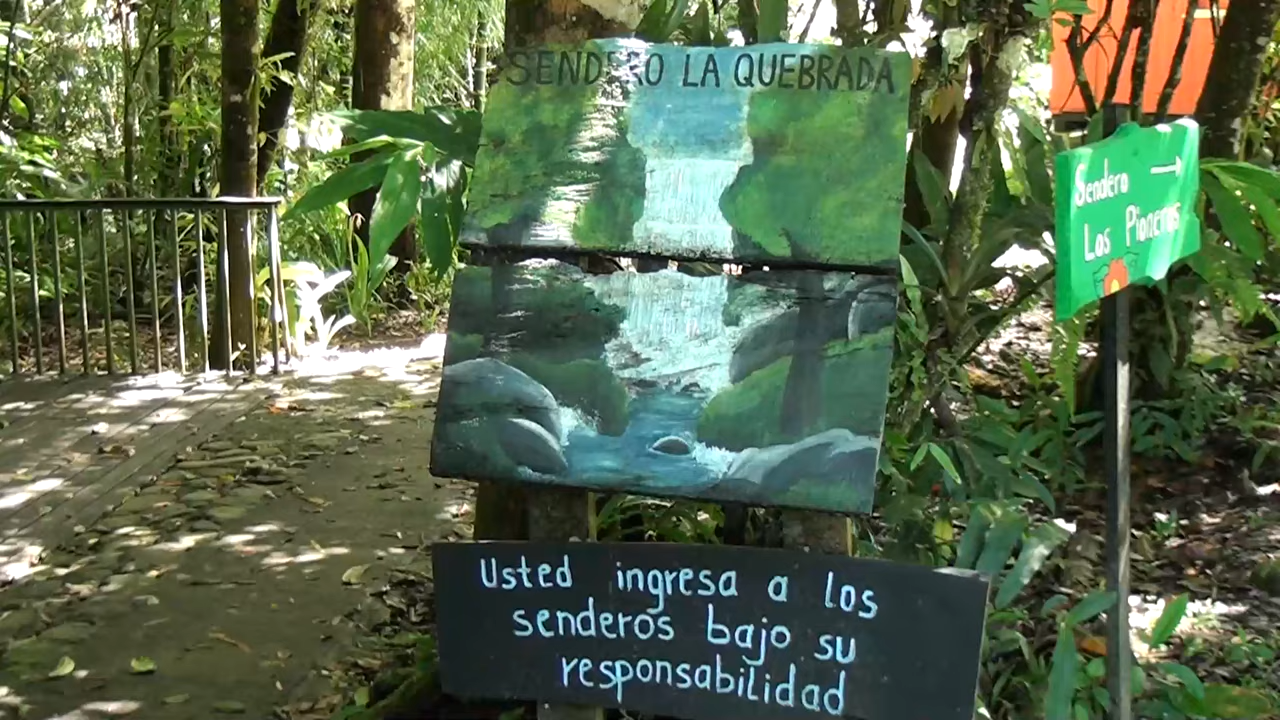 SENDERO LA QUEBRADA
Usted ingresa a los
senderos bajo su
responsabilidad
Sendero
Los Pioneros